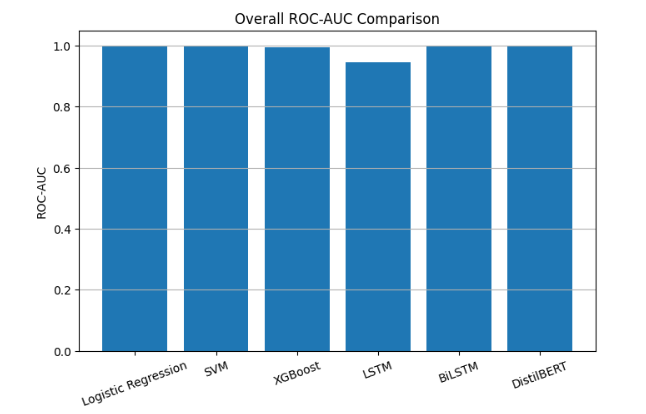 Overall ROC-AUC Comparison
1.0
0.8
0.6
0.4
0.2
0.0
ROC-AUC
Logistic Regression
SVM
XGBoost
LSTM
BiLSTM
DistilBERT